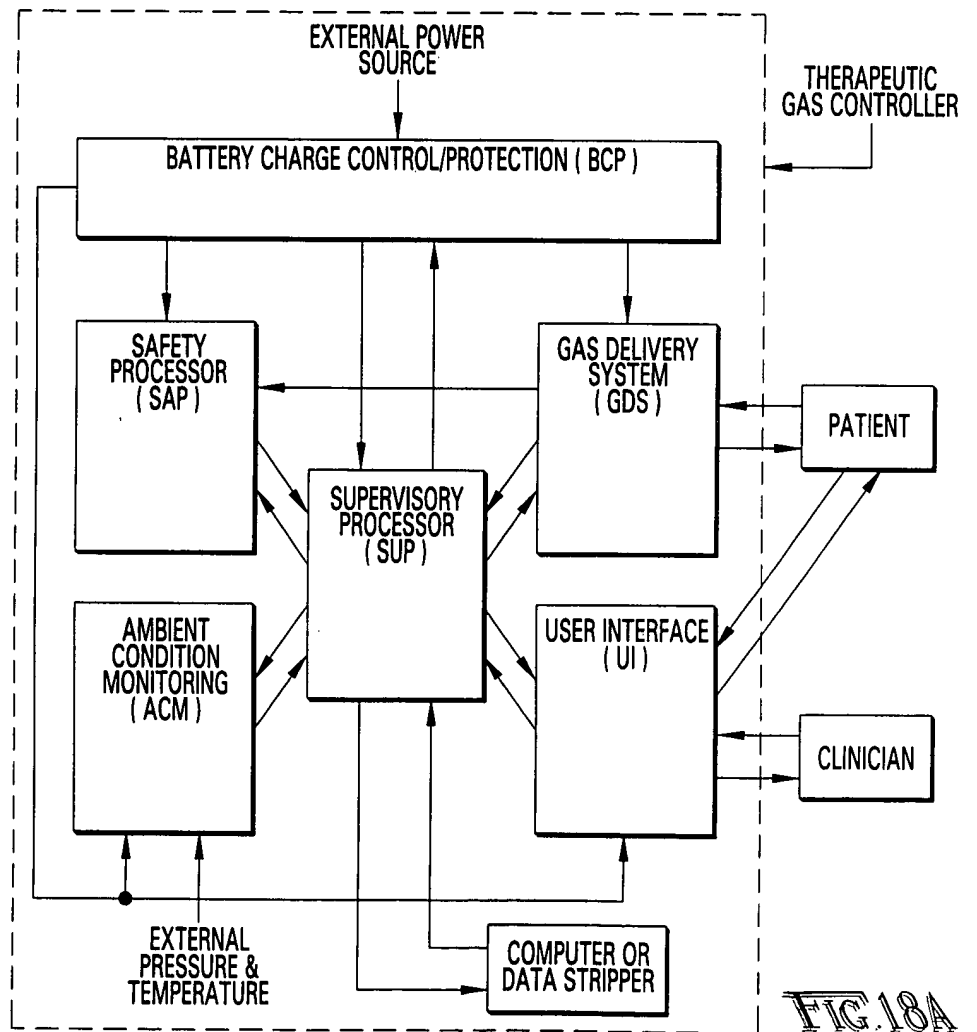 EXTERNAL POWER
SOURCE
THERAPEUTIC
GAS CONTROLLER
BATTERY CHARGE CONTROL/PROTECTION ( BCP )
SAFETY
PROCESSOR
( SAP )
GAS DELIVERY
SYSTEM
( GDS )
PATIENT
SUPERVISORY
PROCESSOR
( SUP )
AMBIENT
CONDITION
MONITORING
( ACM )
USER INTERFACE
( UI )
CLINICIAN
EXTERNAL
PRESSURE &
TEMPERATURE
COMPUTER OR
DATA STRIPPER
FIG. 18A